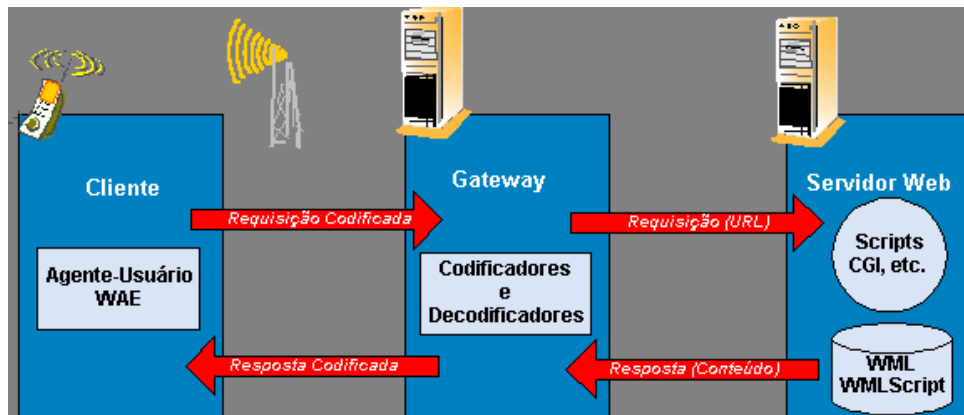 Cliente
Gateway
Servidor Web
Requisição Codificada
Requisição (URL)
Agente-Usuário
WAE
Codificadores
e
Decodificadores
Scripts
CGI, etc.
Resposta Codificada
Resposta (Conteúdo)
WML
WMLScript